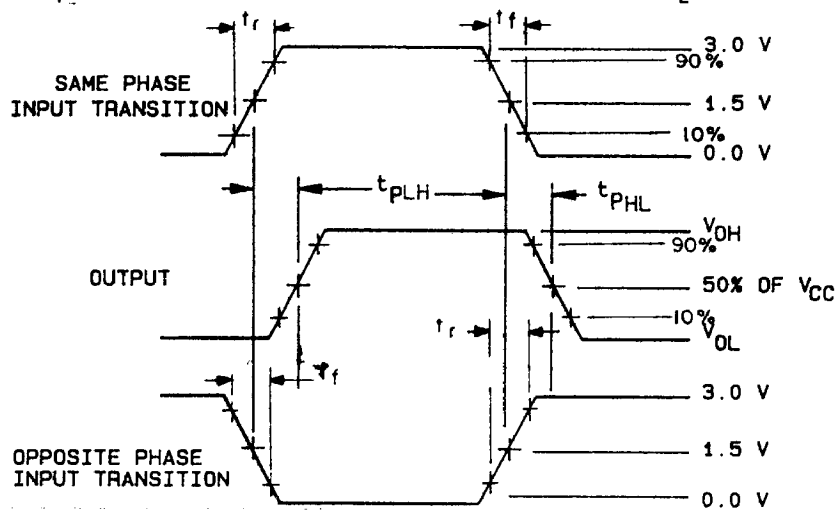 tr
tf
3.0 V
90%
SAME PHASE
INPUT TRANSITION
1.5 V
10%
0.0 V
tPLH
tPHL
VOH
90%
OUTPUT
50% OF VCC
10%
tr
VOL
tf
3.0 V
1.5 V
OPPOSITE PHASE
INPUT TRANSITION
0.0 V